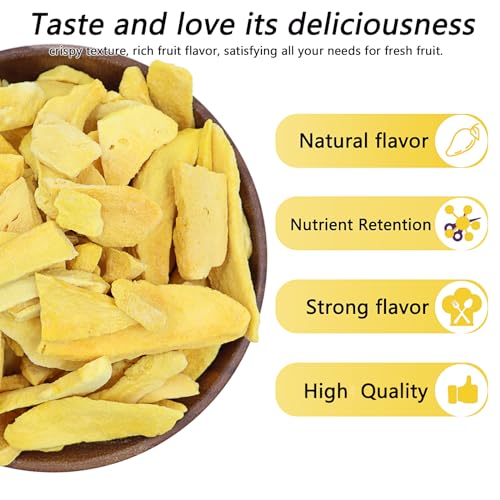 Taste and love its deliciousness
crispy texture, rich fruit flavor, satisfying all your needs for fresh fruit.
Natural flavor
Nutrient Retention
Strong flavor
High Quality